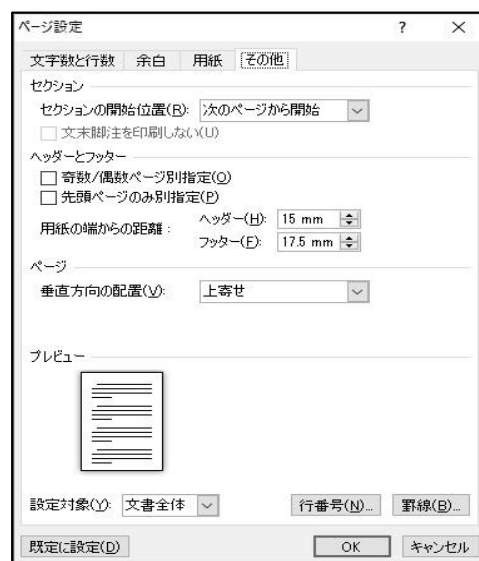 ページ設定 ? ×
文字数と行数 余白 用紙 その他
セクション
セクションの開始位置(R): 次のページから開始
文末脚注を印刷しない(U)
ヘッダーとフッター
奇数/偶数ページ別指定(O)
先頭ページのみ別指定(P)
用紙の端からの距離: ヘッダー(H): 15 mm
フッター(F): 17.5 mm
ページ
垂直方向の配置(V): 上寄せ
プレビュー
設定対象(Y): 文書全体 行番号(N)... 罫線(B)...
既定に設定(D) OK キャンセル